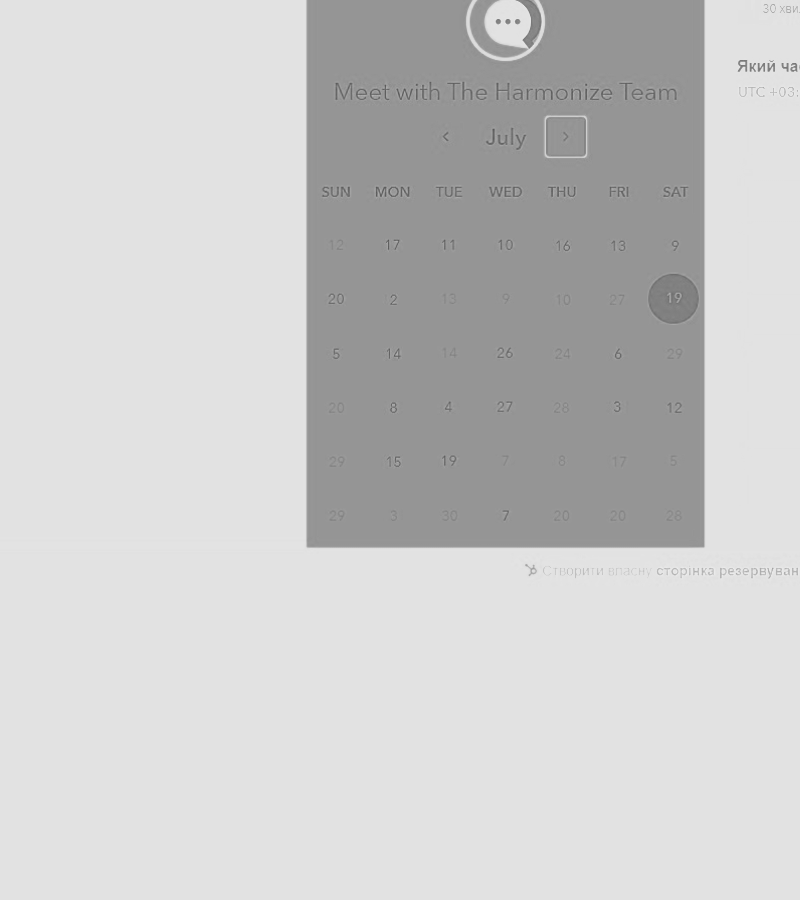 30 хви
Який ча
UTC +03:
Meet with The Harmonize Team
July
SUN MON TUE WED THU FRI SAT
12 17 11 10 16 13 9
20 2 13 9 10 27 19
5 14 14 26 24 6 29
20 8 4 27 28 3 12
29 15 19 7 8 17 5
29 3 30 7 20 20 28
Створити власну сторінка резервуван